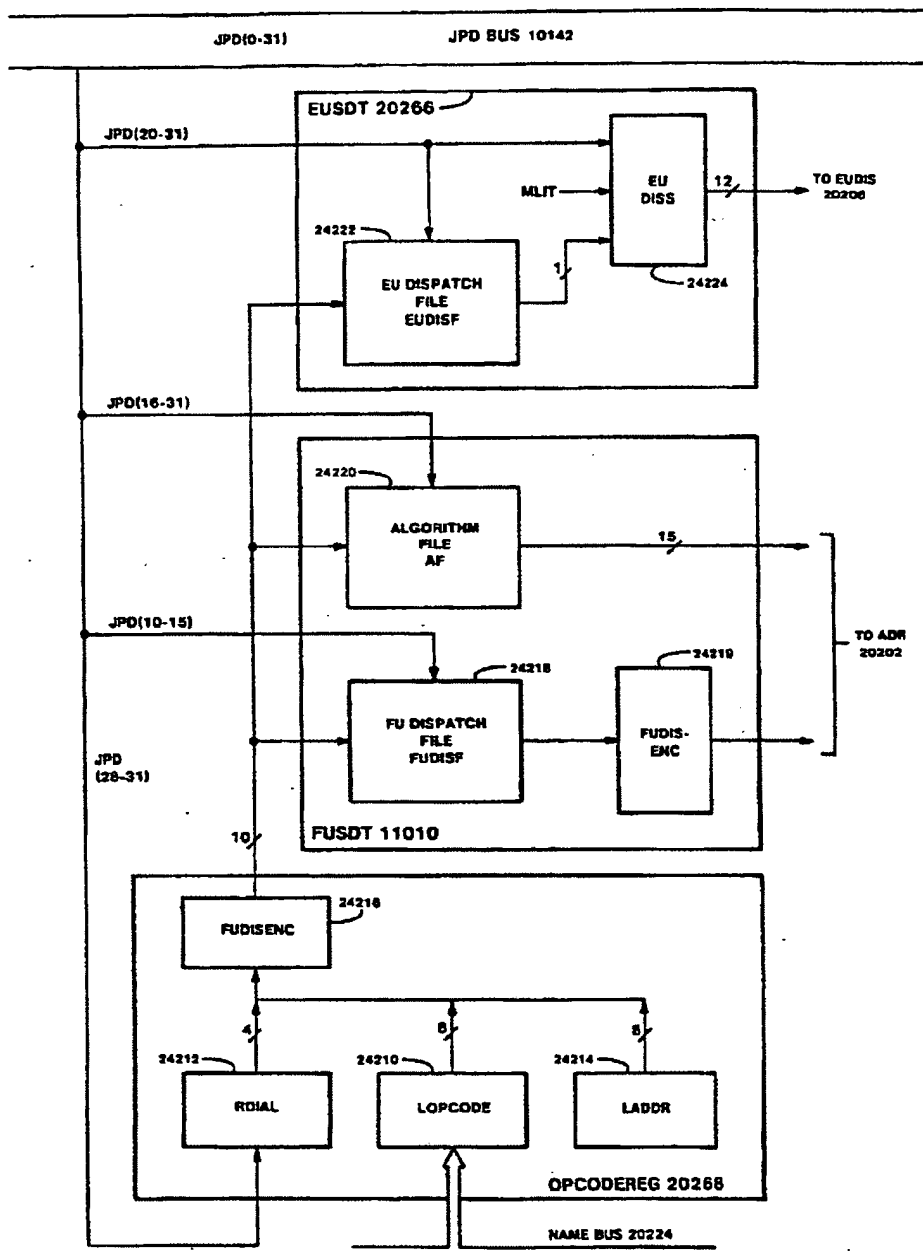 JPD(0-31)
JPD BUS 10142
EUSDT 20266
JPD(20-31)
MLIT
EU
DISS
12
TO EUDIS
20206
24222
1
24224
EU DISPATCH
FILE
EUDISF
JPD(16-31)
24220
ALGORITHM
FILE
AF
15
JPD(10-15)
24218
24219
TO ADR
20202
FU DISPATCH
FILE
FUDISF
FUDIS-
ENC
JPD
(28-31)
FUSDT 11010
10
24216
FUDISENC
4
8
8
24212
24210
24214
RDIAL
LOPCODE
LADDR
OPCODEREG 20268
NAME BUS 20224